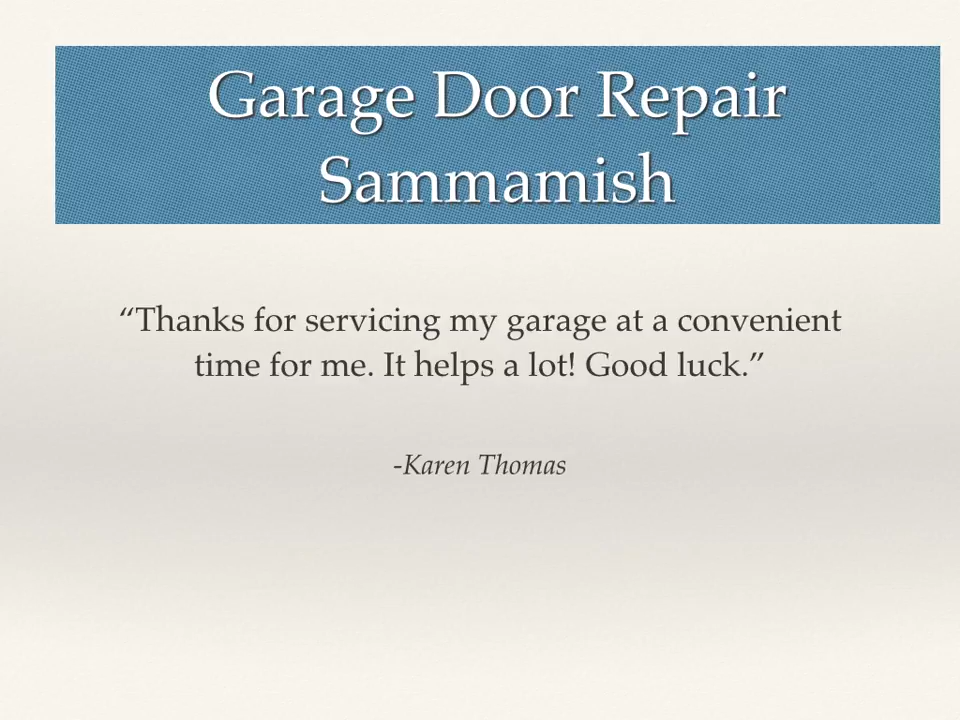 Garage Door Repair
Sammamish
“Thanks for servicing my garage at a convenient
time for me. It helps a lot! Good luck.”
-Karen Thomas